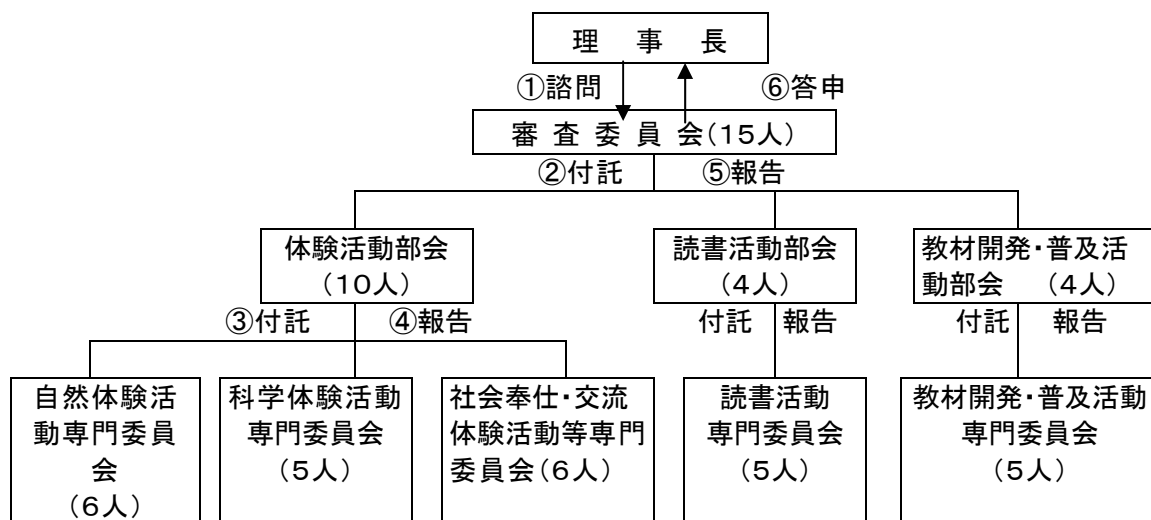 理 事 長
①諮問 ⑥答申
審 査 委 員 会(15人)
②付託 ⑤報告
体験活動部会
(10人)
読書活動部会
(4人)
教材開発・普及活
動部会 (4人)
③付託 ④報告
付託 報告
付託 報告
自然体験活
動専門委員
会
(6人)
科学体験活動
専門委員会
(5人)
社会奉仕・交流
体験活動等専門
委員会(6人)
読書活動
専門委員会
(5人)
教材開発・普及活動
専門委員会
(5人)